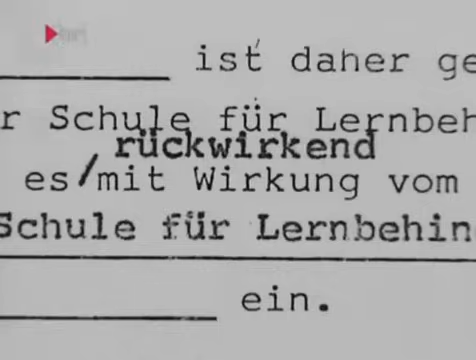 ist daher ge
r Schule für Lernbeh
rückwirkend
es/mit Wirkung vom
Schule für Lernbehin
ein.